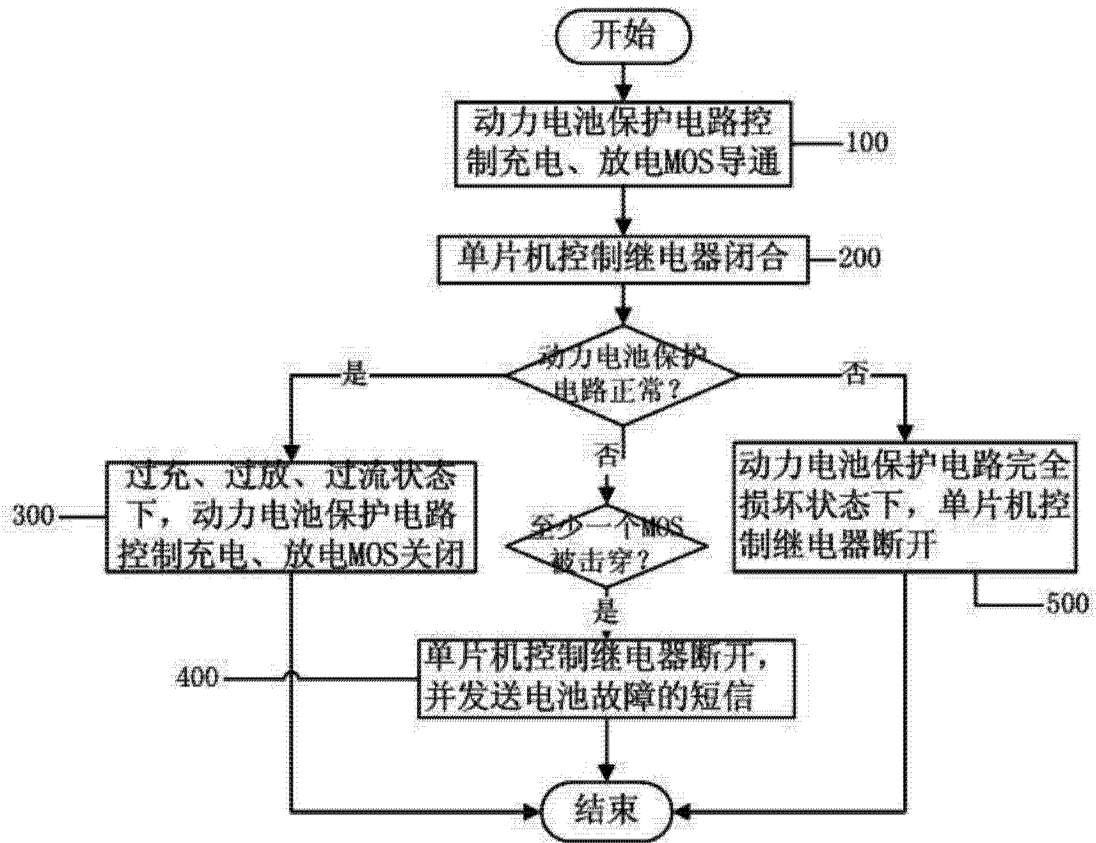 开始
动力电池保护电路控
制充电、放电MOS导通
100
单片机控制继电器闭合
200
动力电池保护
电路正常？
是
否
否
过充、过放、过流状态
下，动力电池保护电路
控制充电、放电MOS关闭
300
至少一个MOS
被击穿？
动力电池保护电路完全
损坏状态下，单片机控
制继电器断开
500
是
单片机控制继电器断开，
并发送电池故障的短信
400
结束